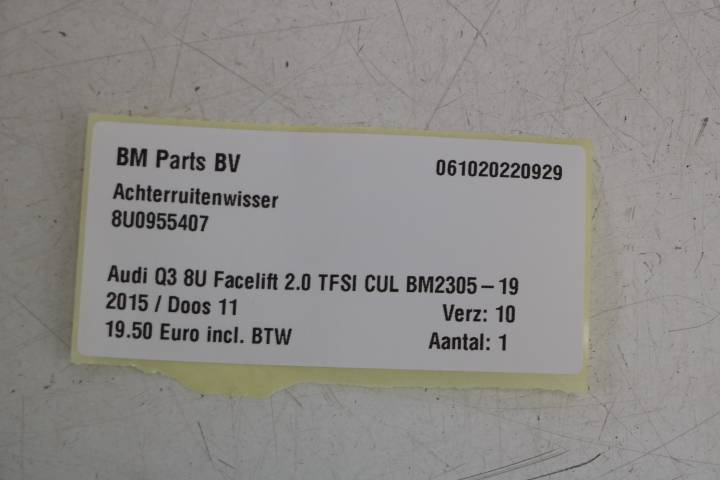 BM Parts BV 061020220929
Achterruitenwisser
8U0955407
Audi Q3 8U Facelift 2.0 TFSI CUL BM2305-19
2015 / Doos 11 Verz: 10
19.50 Euro incl. BTW Aantal: 1